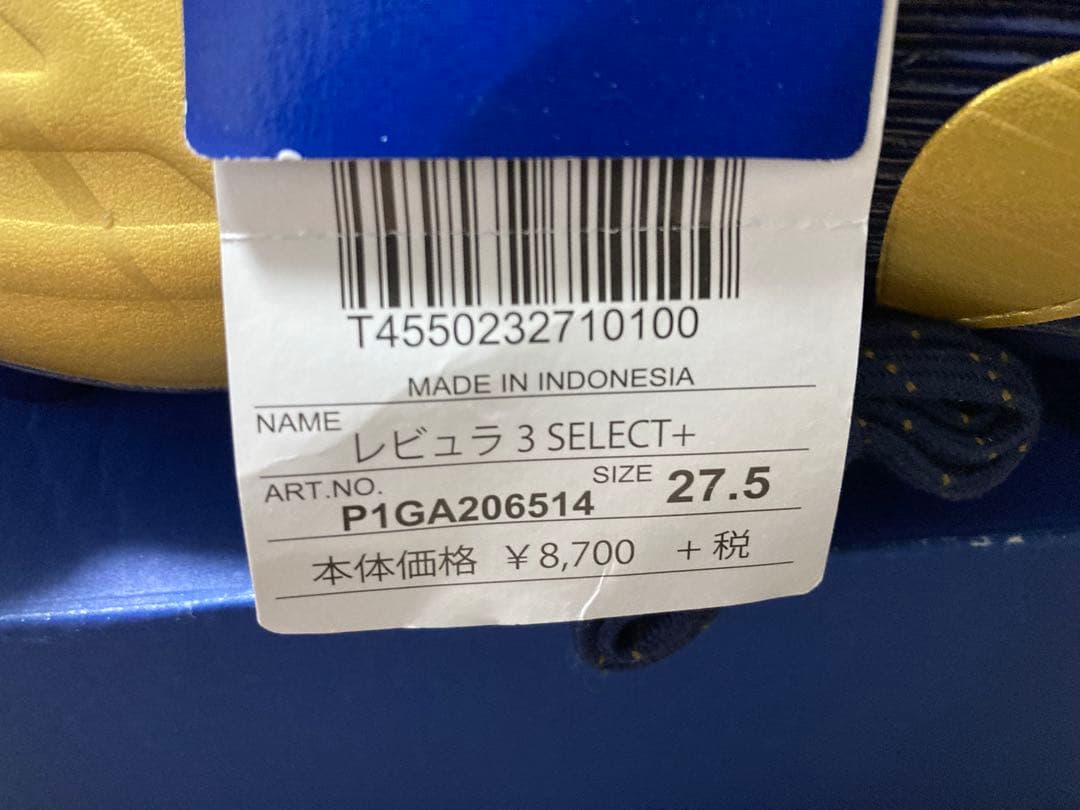 T4550232710100
MADE IN INDONESIA
NAME レビュラ 3 SELECT+
ART.NO. P1GA206514 SIZE 27.5
本体価格 ¥8,700 +税